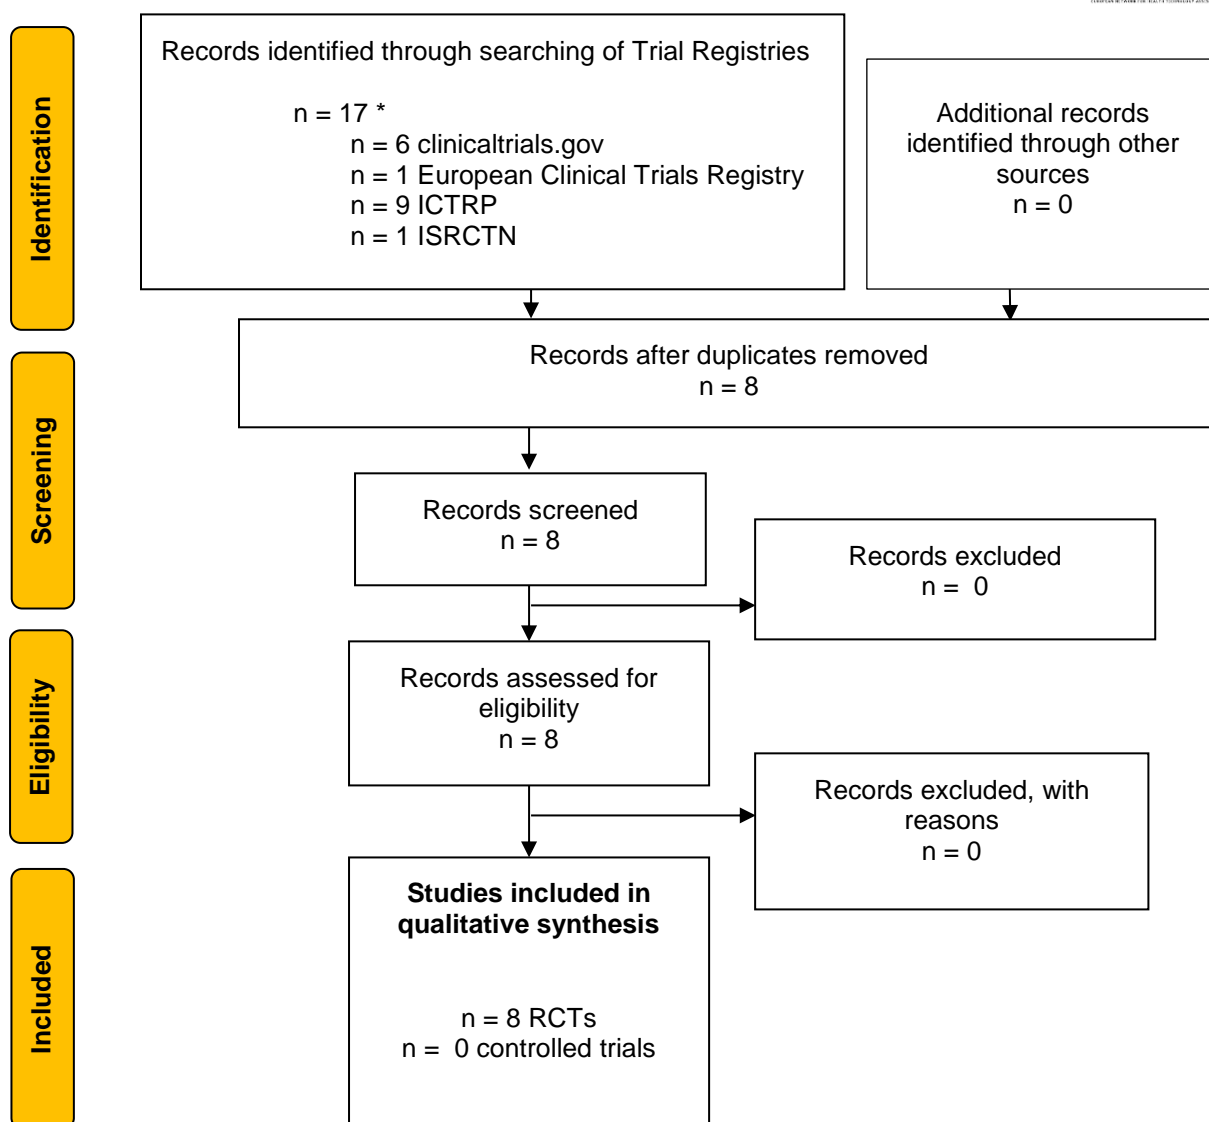 Records identified through searching of Trial Registries
n = 17 *
n = 6 clinicaltrials.gov
n = 1 European Clinical Trials Registry
n = 9 ICTRP
n = 1 ISRCTN
Additional records
identified through other
sources
n = 0
Identification
Records after duplicates removed
n = 8
Screening
Records screened
n = 8
Records excluded
n = 0
Eligibility
Records assessed for
eligibility
n = 8
Records excluded, with
reasons
n = 0
Included
Studies included in
qualitative synthesis
n = 8 RCTs
n = 0 controlled trials